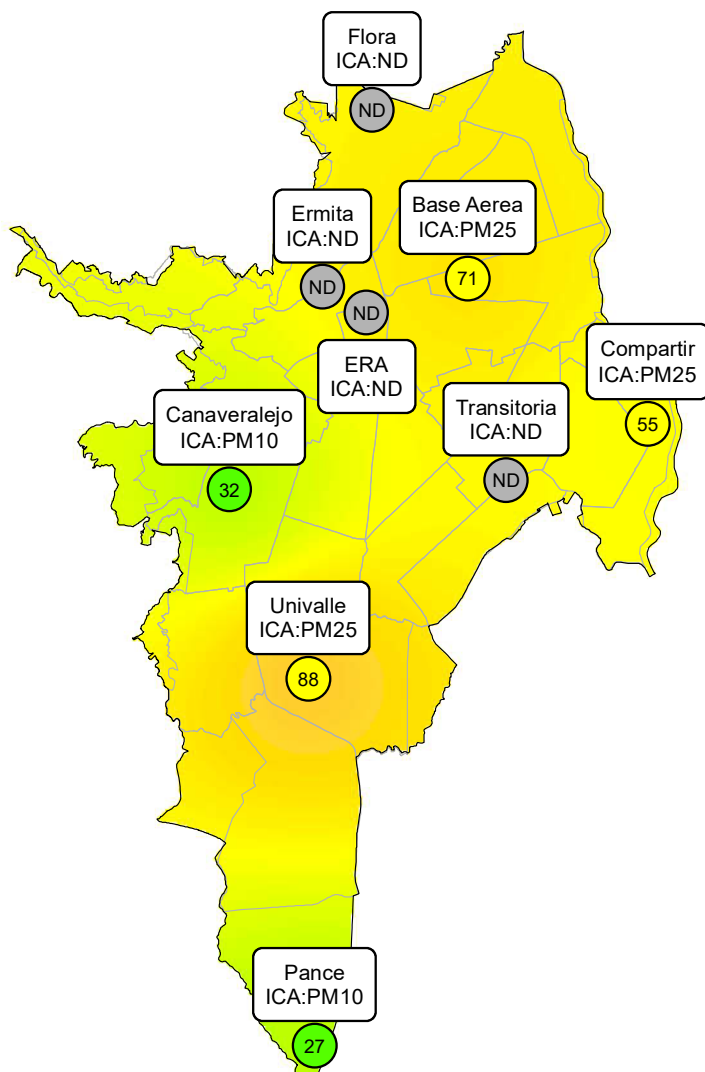 Flora
ICA:ND
ND
Ermita
ICA:ND
ND
Base Aerea
ICA:PM25
71
ND
ERA
ICA:ND
Compartir
ICA:PM25
55
Canaveralejo
ICA:PM10
32
Transitoria
ICA:ND
ND
Univalle
ICA:PM25
88
Pance
ICA:PM10
27